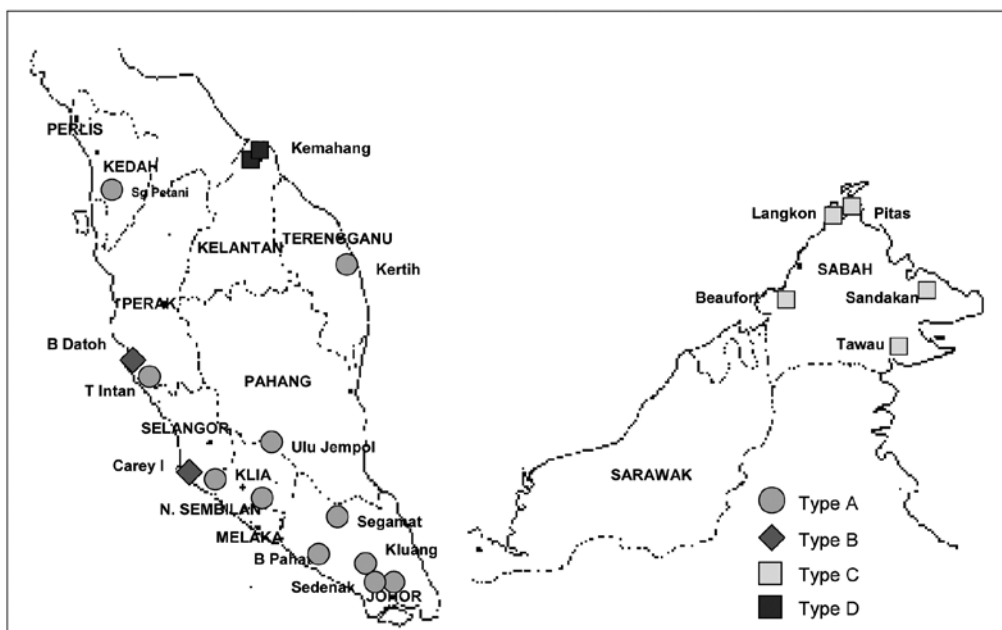 PERLIS
Kemahang
KEDAH
Sg Petani
Langkon
Pitas
KELANTAN
TERENGGANU
Kertih
SABAH
Beaufort
Sandakan
PERAK
B Datoh
Tawau
T Intan
PAHANG
SELANGOR
Ulu Jempol
Carey I
KLIA
SARAWAK
N. SEMBILAN
Segamat
Type A
MELAKA
Type B
B Pahat
Kluang
Type C
Sedenak
JOHOR
Type D